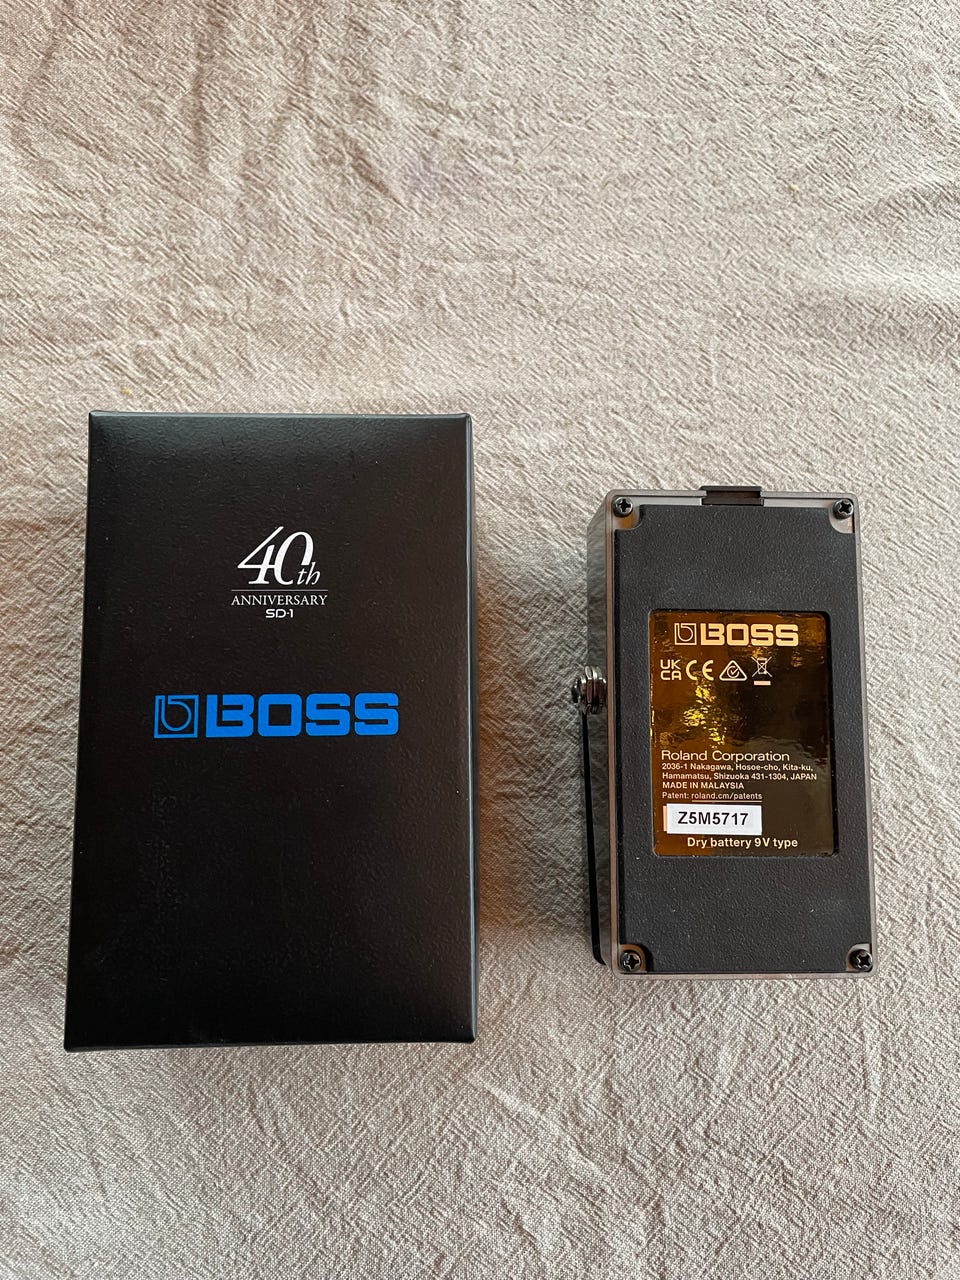 40th
ANNIVERSARY
SD-1
BOSS
BOSS
UK
CA CE
Roland Corporation
2036-1 Nakagawa, Hosoe-cho, Kita-ku,
Hamamatsu, Shizuoka 431-1304, JAPAN
MADE IN MALAYSIA
Patent: roland.cm/patents
Z5M5717
Dry battery 9V type